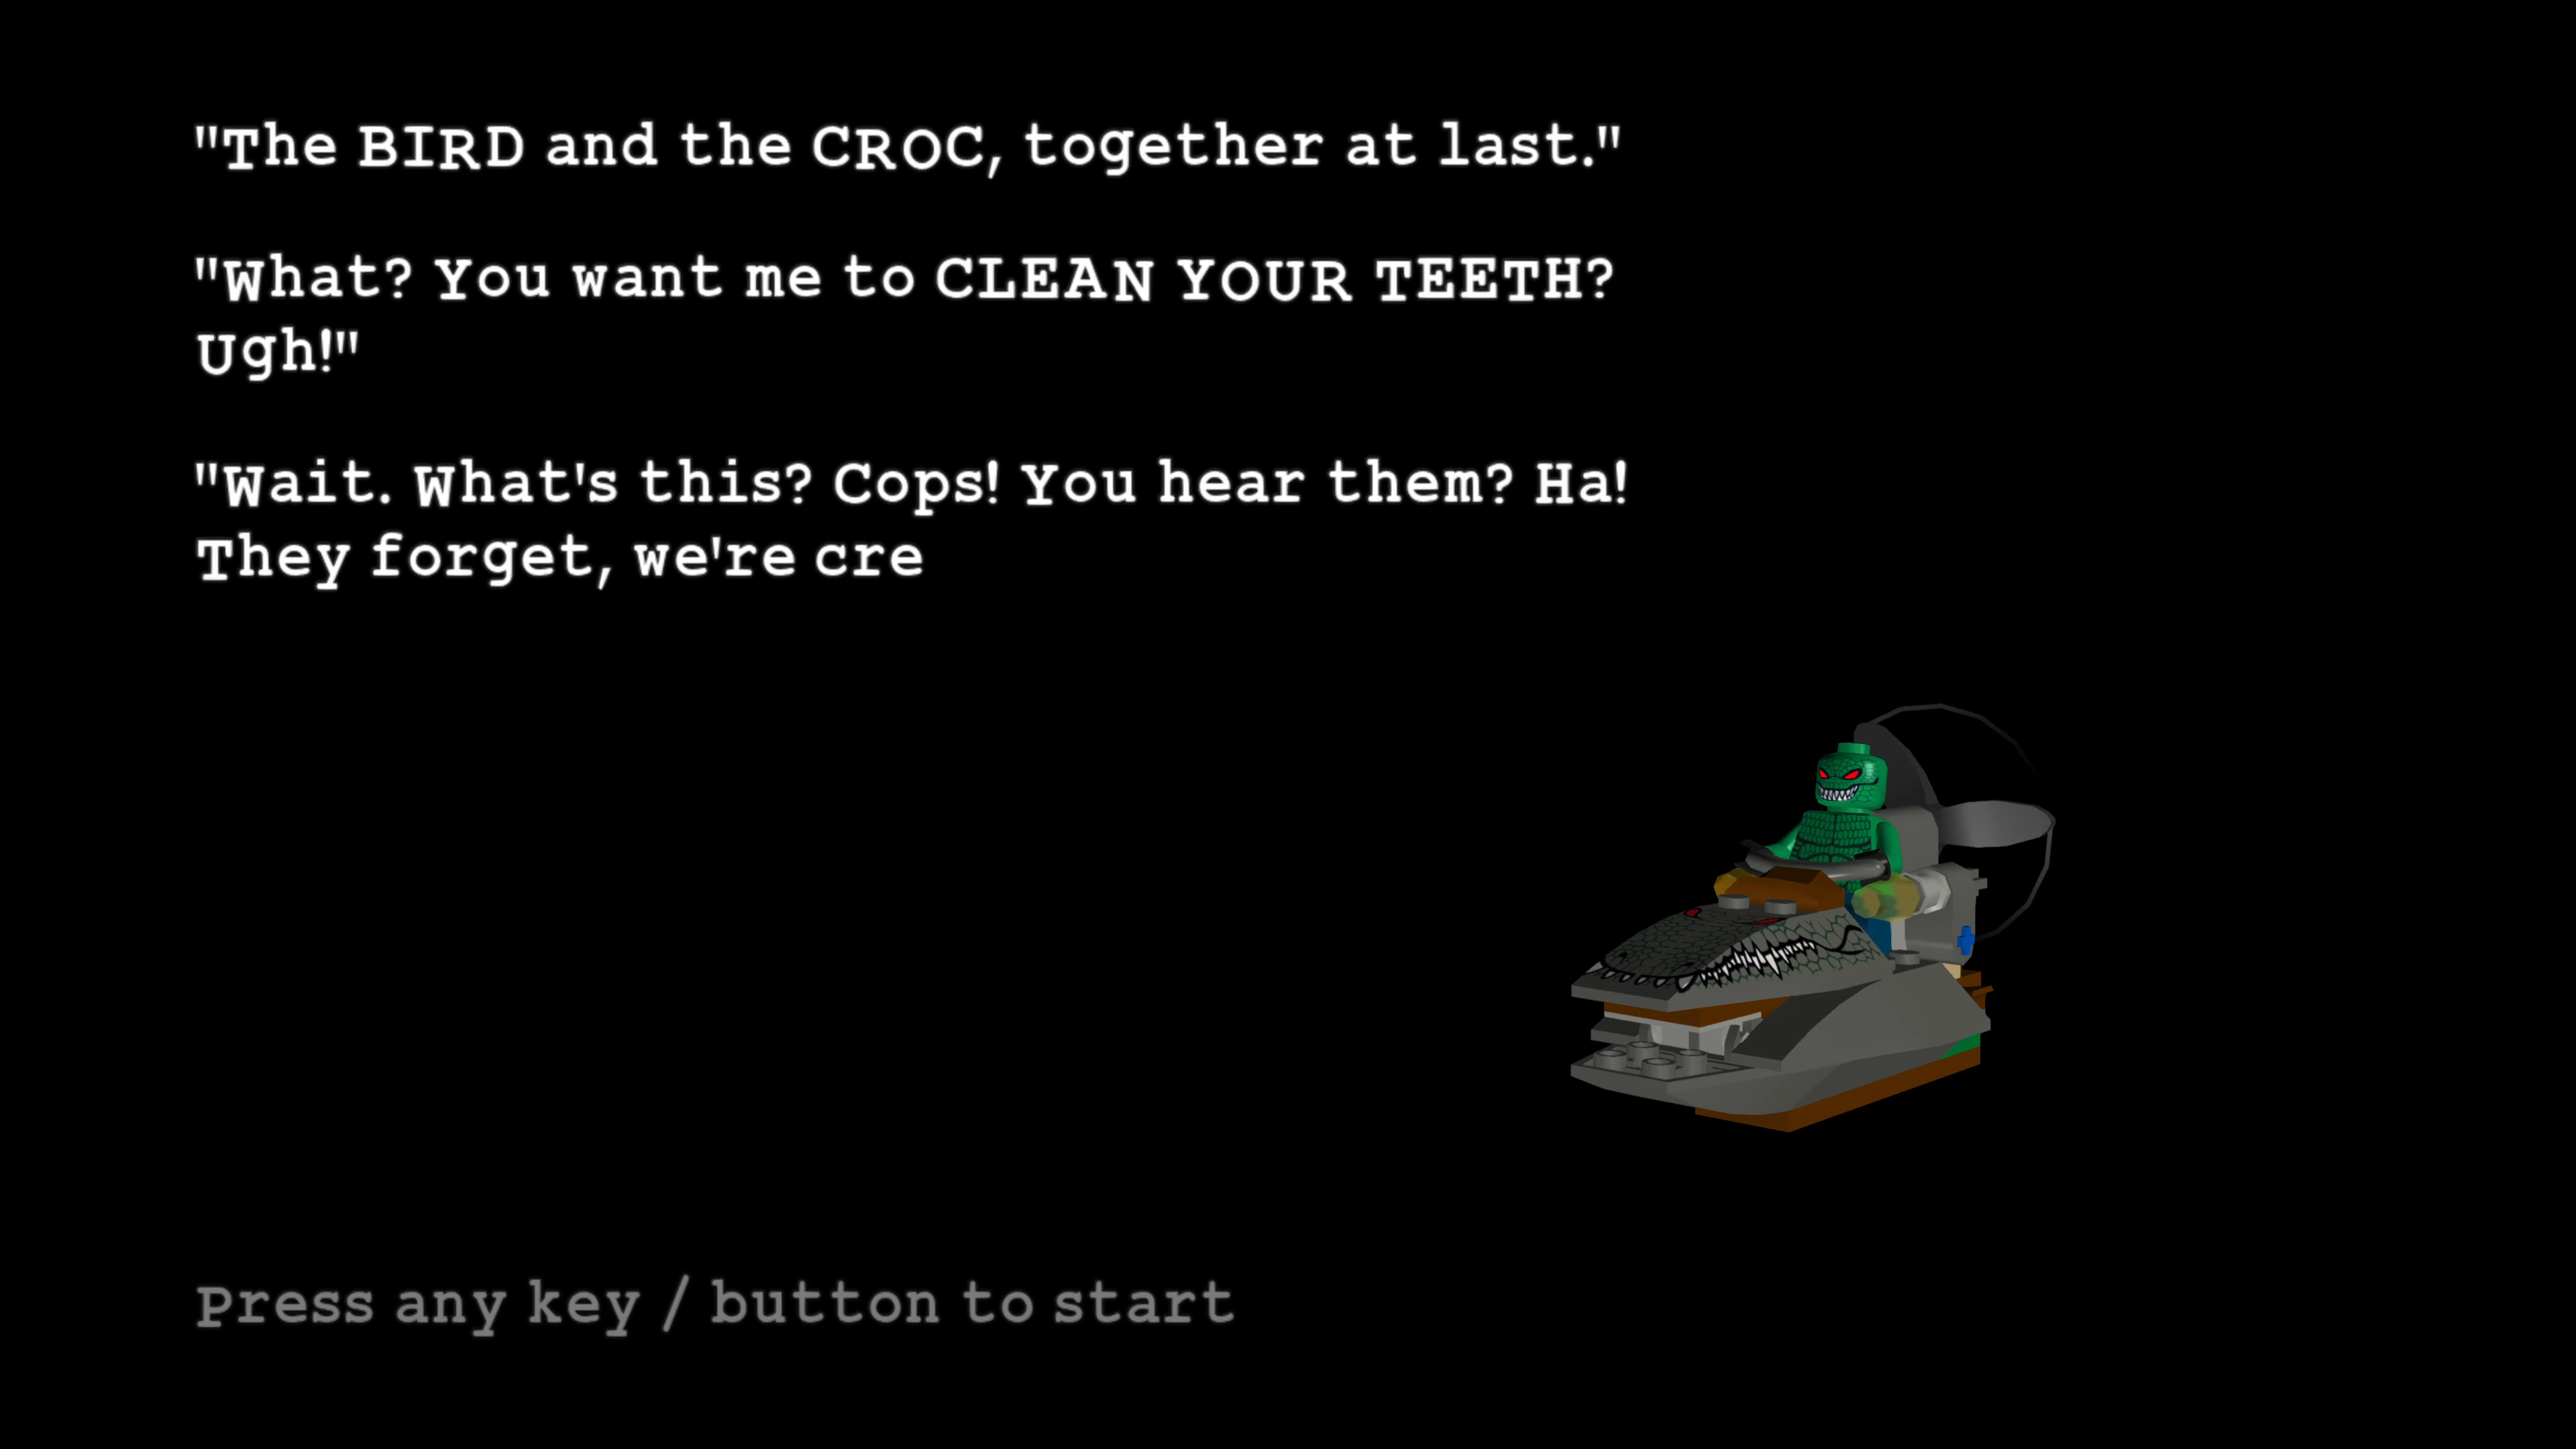 "The BIRD and the CROC, together at last."
"What? You want me to CLEAN YOUR TEETH?
Ugh!"
"Wait. What's this? Cops! You hear them? Ha!
They forget, we're cre
Press any key / button to start